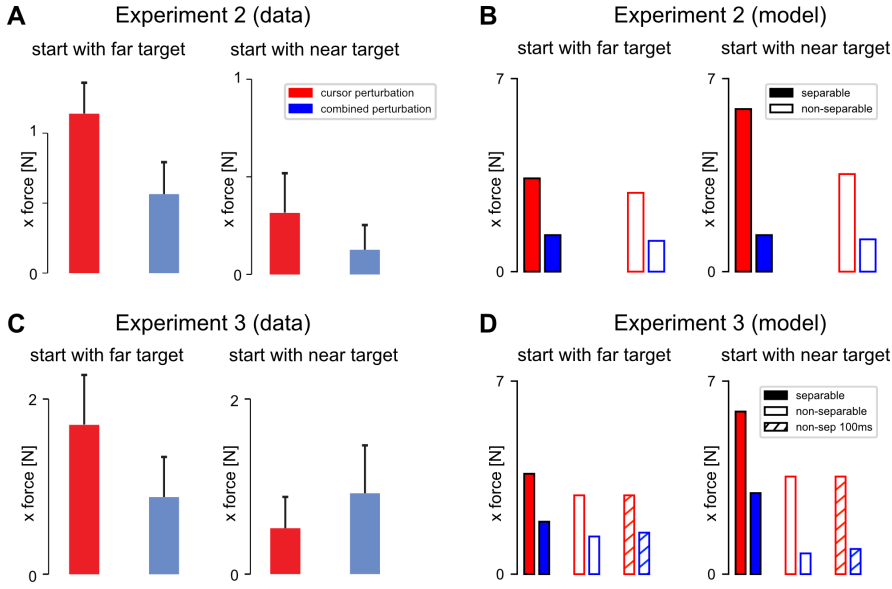 A
Experiment 2 (data)
start with far target
start with near target
x force [N]
1
0
x force [N]
1
0
cursor perturbation
combined perturbation
B
Experiment 2 (model)
start with far target
start with near target
x force [N]
7
0
x force [N]
7
0
separable
non-separable
C
Experiment 3 (data)
start with far target
start with near target
x force [N]
2
0
x force [N]
2
0
D
Experiment 3 (model)
start with far target
start with near target
x force [N]
7
0
x force [N]
7
0
separable
non-separable
non-sep 100ms